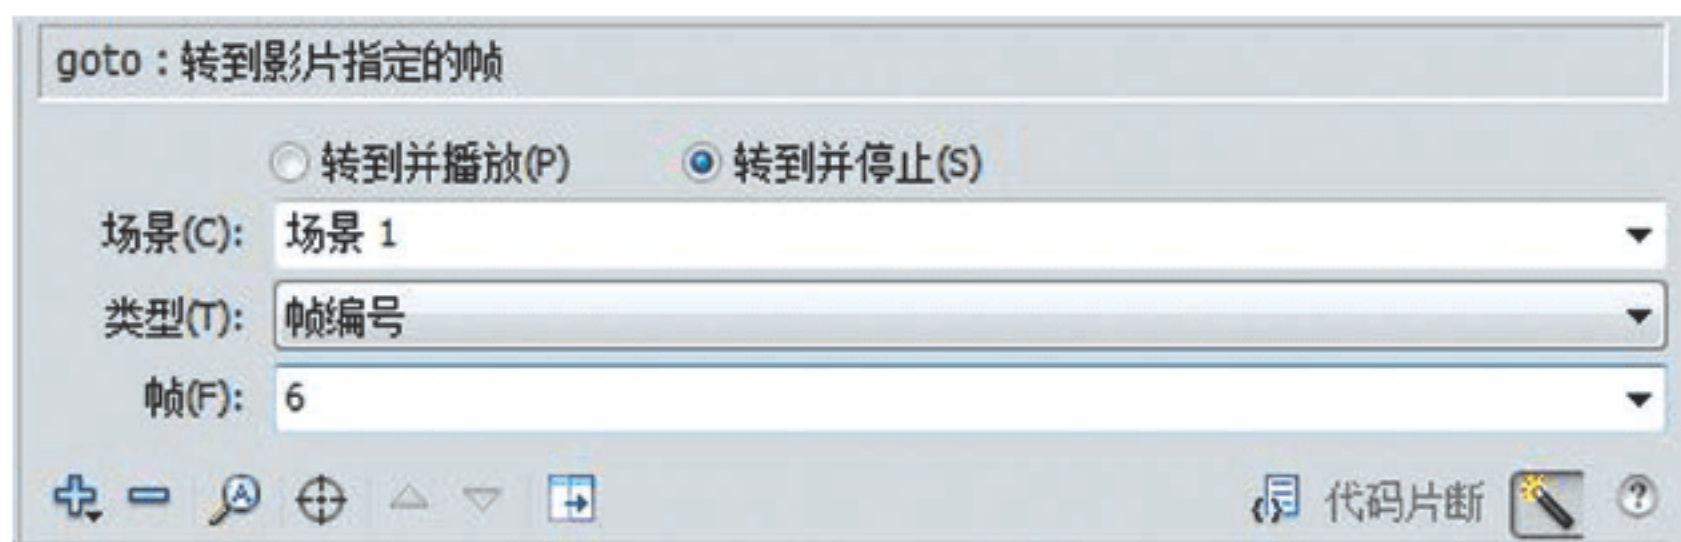 goto：转到影片指定的帧
转到并播放(P) 转到并停止(S)
场景(C): 场景 1
类型(T): 帧编号
帧(F): 6
代码片断